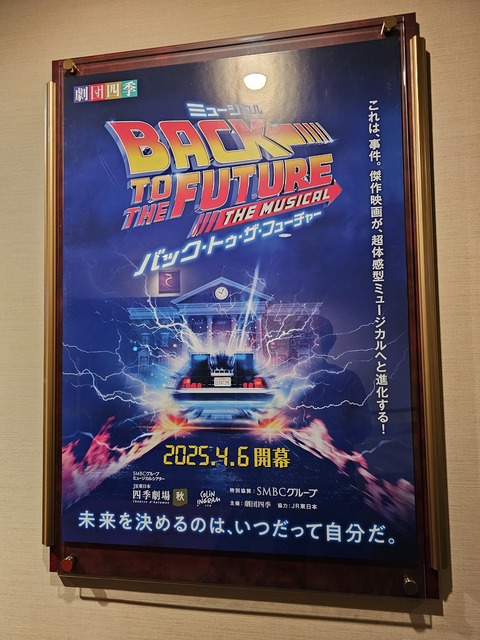 劇団四季
ミュージカル
BACK
TO THE FUTURE
THE MUSICAL
バック・トゥ・ザ・フューチャー
これは、事件。傑作映画が、超体感型ミュージカルへと進化する！
2025.4.6 開幕
SMBCグループ
ミュージカルシアター
JR東日本
四季劇場 秋
COLIN
INGRAM
特別協賛：SMBCグループ
主催：劇団四季 協力：JR東日本
未来を決めるのは、いつだって自分だ。